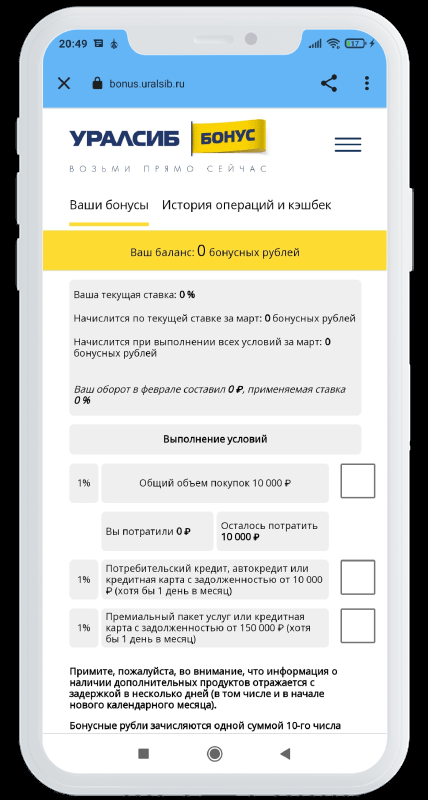 20:49
17
bonus.uralsib.ru
УРАЛСИБ БОНУС
ВОЗЬМИ ПРЯМО СЕЙЧАС
Ваши бонусы История операций и кэшбек
Ваш баланс: 0 бонусных рублей
Ваша текущая ставка: 0 %
Начислится по текущей ставке за март: 0 бонусных рублей
Начислится при выполнении всех условий за март: 0
бонусных рублей
Ваш оборот в феврале составил 0 ₽, применяемая ставка
0 %
Выполнение условий
1% Общий объем покупок 10 000 ₽
Вы потратили 0 ₽
Осталось потратить
10 000 ₽
1%
Потребительский кредит, автокредит или
кредитная карта с задолженностью от 10 000
₽ (хотя бы 1 день в месяц)
1%
Премиальный пакет услуг или кредитная
карта с задолженностью от 150 000 ₽ (хотя
бы 1 день в месяц)
Примите, пожалуйста, во внимание, что информация о
наличии дополнительных продуктов отражается с
задержкой в несколько дней (в том числе и в начале
нового календарного месяца).
Бонусные рубли зачисляются одной суммой 10-го числа